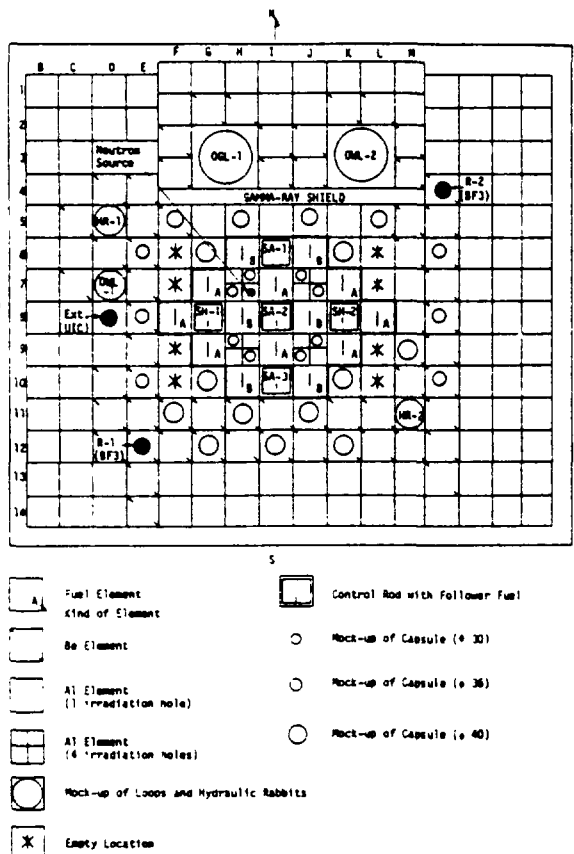 N
F G H I J K L M
B C D E
1
2
3
OGL-1 OWL-2
Neutron
Source
4
GAMMA-RAY SHIELD
R-2
(BF3)
5
HR-1
6
B SA-1 B
7
A A A
Ext.
U(C)
8
A SH-1 B SA-2 B SH-2 A
9
A A A
10
B SA-3 B
11
HR-2
R-1
(BF3)
12
13
14
S
A
Fuel Element
Kind of Element
Be Element
Al Element
(1 irradiation hole)
Al Element
(4 irradiation holes)
Mock-up of Loops and Hydraulic Rabbits
Empty Location
Control Rod with Follower Fuel
Mock-up of Capsule (ø 30)
Mock-up of Capsule (ø 36)
Mock-up of Capsule (ø 40)